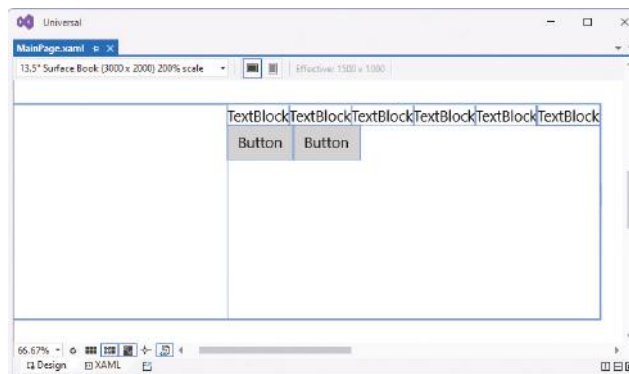 Universal
MainPage.xaml
13.5" Surface Book (3000 x 2000) 200% scale
Effective: 1500 x 1000
TextBlock TextBlock TextBlock TextBlock TextBlock TextBlock
Button Button
66.67%
Design XAML